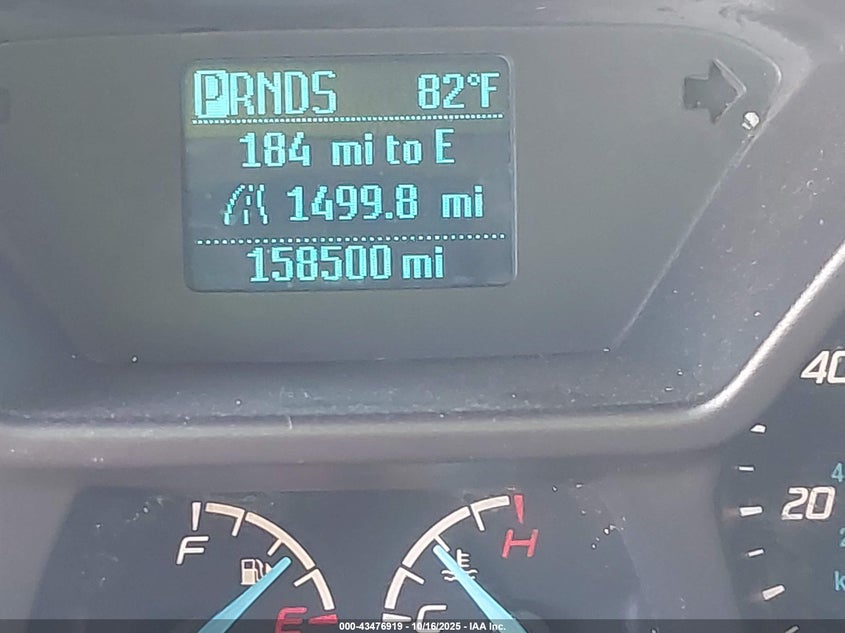 PRNDS 82°F
184 mi to E
1499.8 mi
158500 mi
40
20
F
H
E
C
000-43476919 - 10/16/2025 - IAA Inc.